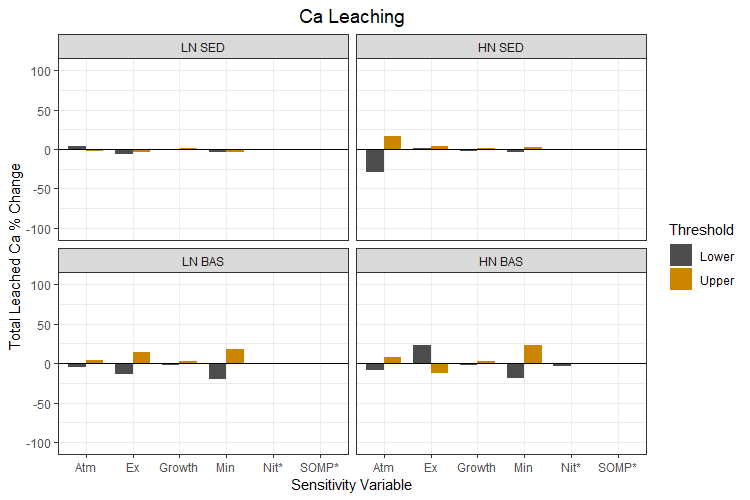 Ca Leaching
LN SED
HN SED
100
50
0
-50
-100
LN BAS
HN BAS
100
50
0
-50
-100
Total Leached Ca % Change
Atm Ex Growth Min Nit* SOMP*
Atm Ex Growth Min Nit* SOMP*
Sensitivity Variable
Threshold
Lower
Upper